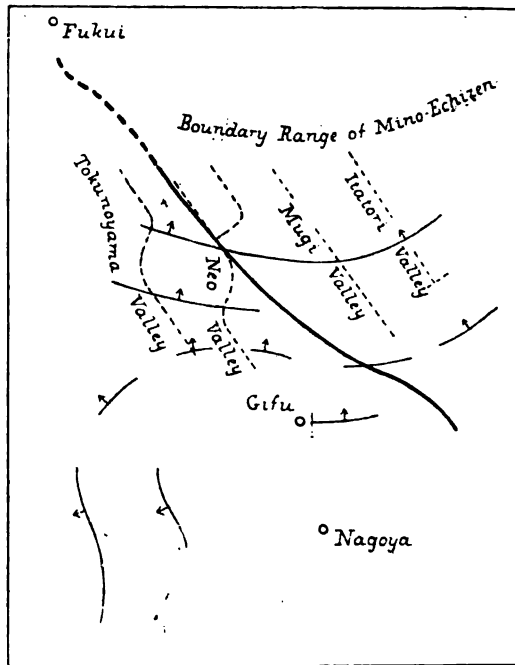 Fukui
Boundary Range of Mino-Echizen
Tokunoyama
Valley
Neo
Valley
Mugi
Valley
Itatori
Valley
Gifu
Nagoya